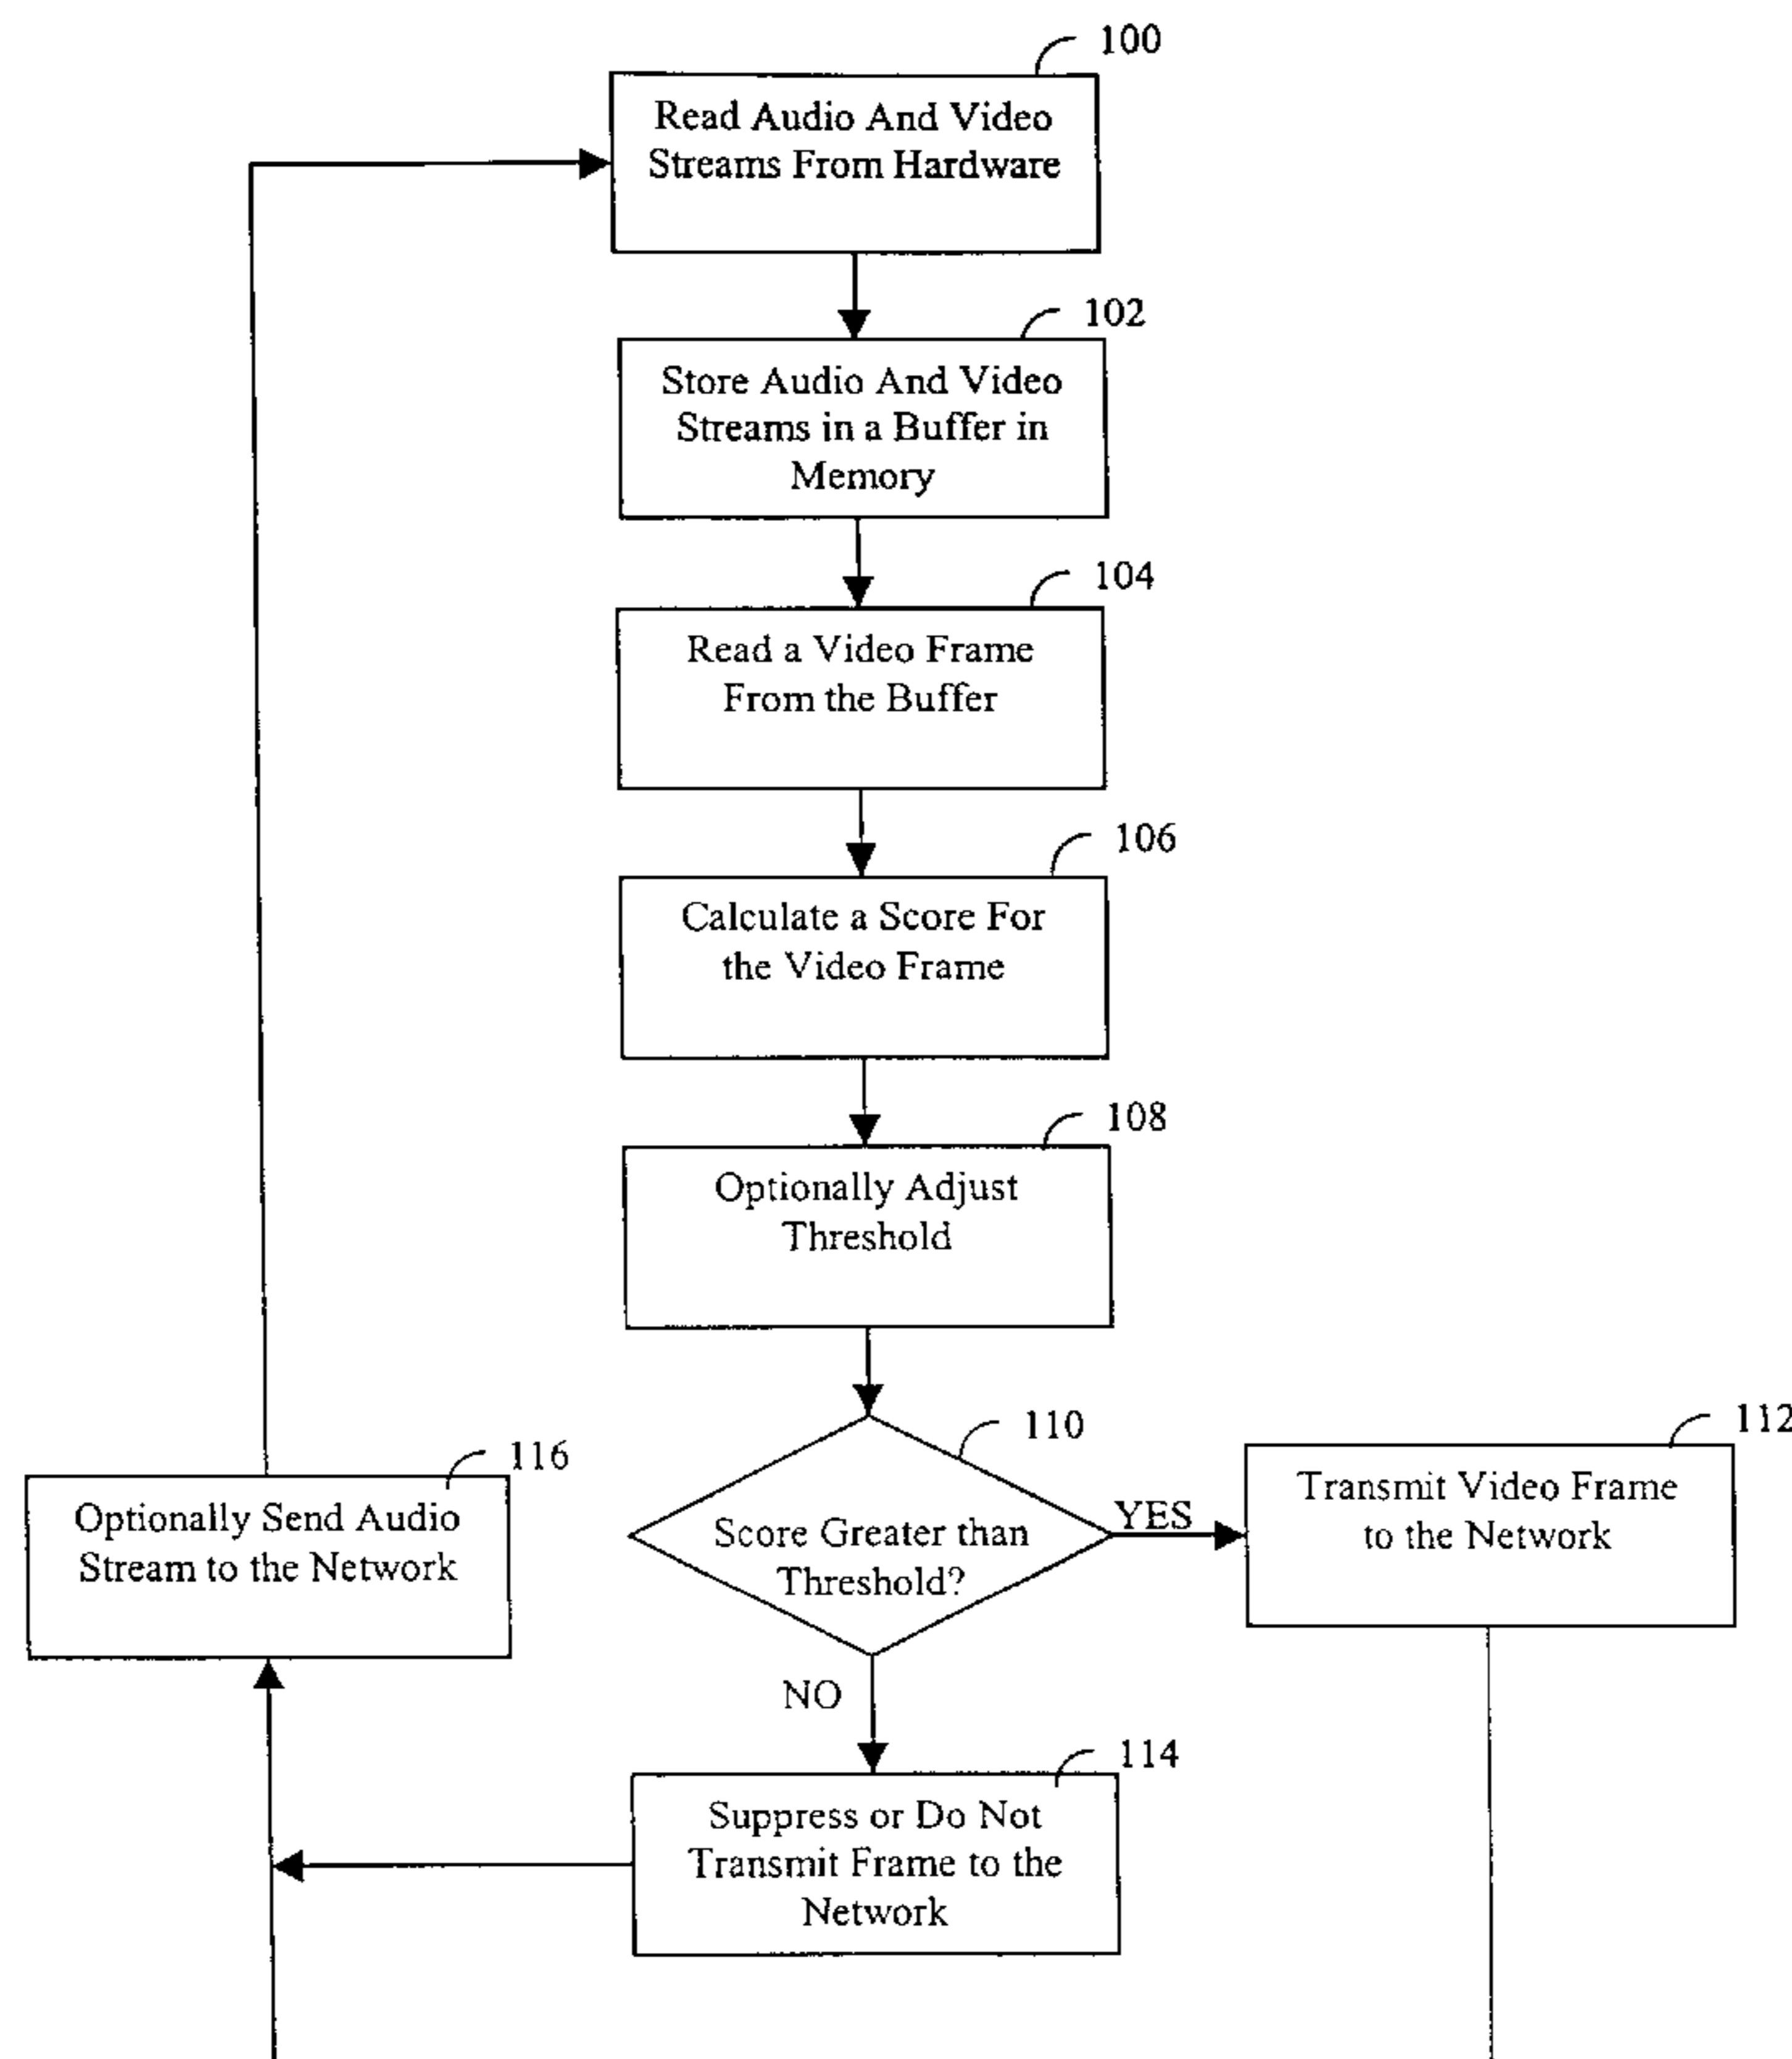 100
Read Audio And Video
Streams From Hardware
102
Store Audio And Video
Streams in a Buffer in
Memory
104
Read a Video Frame
From the Buffer
106
Calculate a Score For
the Video Frame
108
Optionally Adjust
Threshold
110
Score Greater than
Threshold?
YES
112
Transmit Video Frame
to the Network
116
Optionally Send Audio
Stream to the Network
NO
114
Suppress or Do Not
Transmit Frame to the
Network